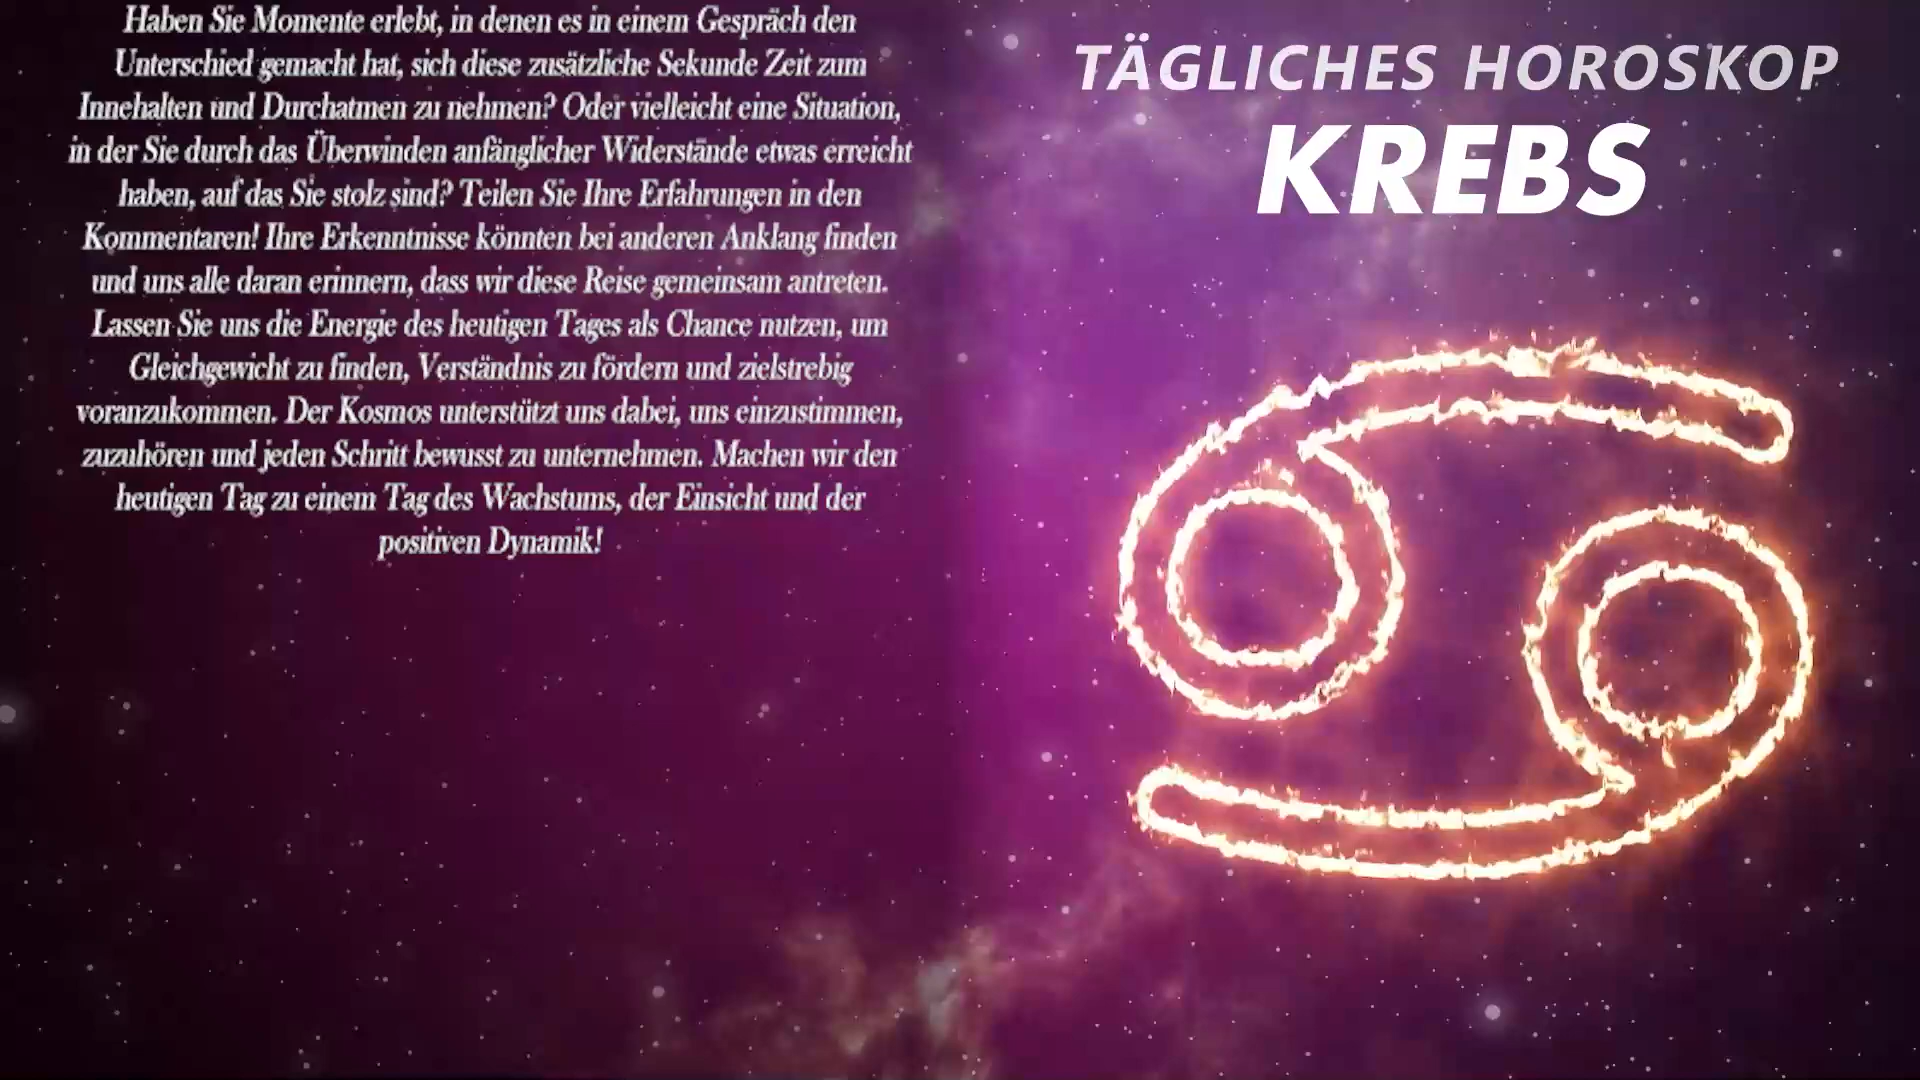 Haben Sie Momente erlebt, in denen es in einem Gespräch den
Unterschied gemacht hat, sich diese zusätzliche Sekunde Zeit zum
Innehalten und Durchatmen zu nehmen? Oder vielleicht eine Situation,
in der Sie durch das Überwinden anfänglicher Widerstände etwas erreicht
haben, auf das Sie stolz sind? Teilen Sie Ihre Erfahrungen in den
Kommentaren! Ihre Erkenntnisse könnten bei anderen Anklang finden
und uns alle daran erinnern, dass wir diese Reise gemeinsam antreten.
Lassen Sie uns die Energie des heutigen Tages als Chance nutzen, um
Gleichgewicht zu finden, Verständnis zu fördern und zielstrebig
voranzukommen. Der Kosmos unterstützt uns dabei, uns einzustimmen,
zuzuhören und jeden Schritt bewusst zu unternehmen. Machen wir den
heutigen Tag zu einem Tag des Wachstums, der Einsicht und der
positiven Dynamik!
TÄGLICHES HOROSKOP
KREBS